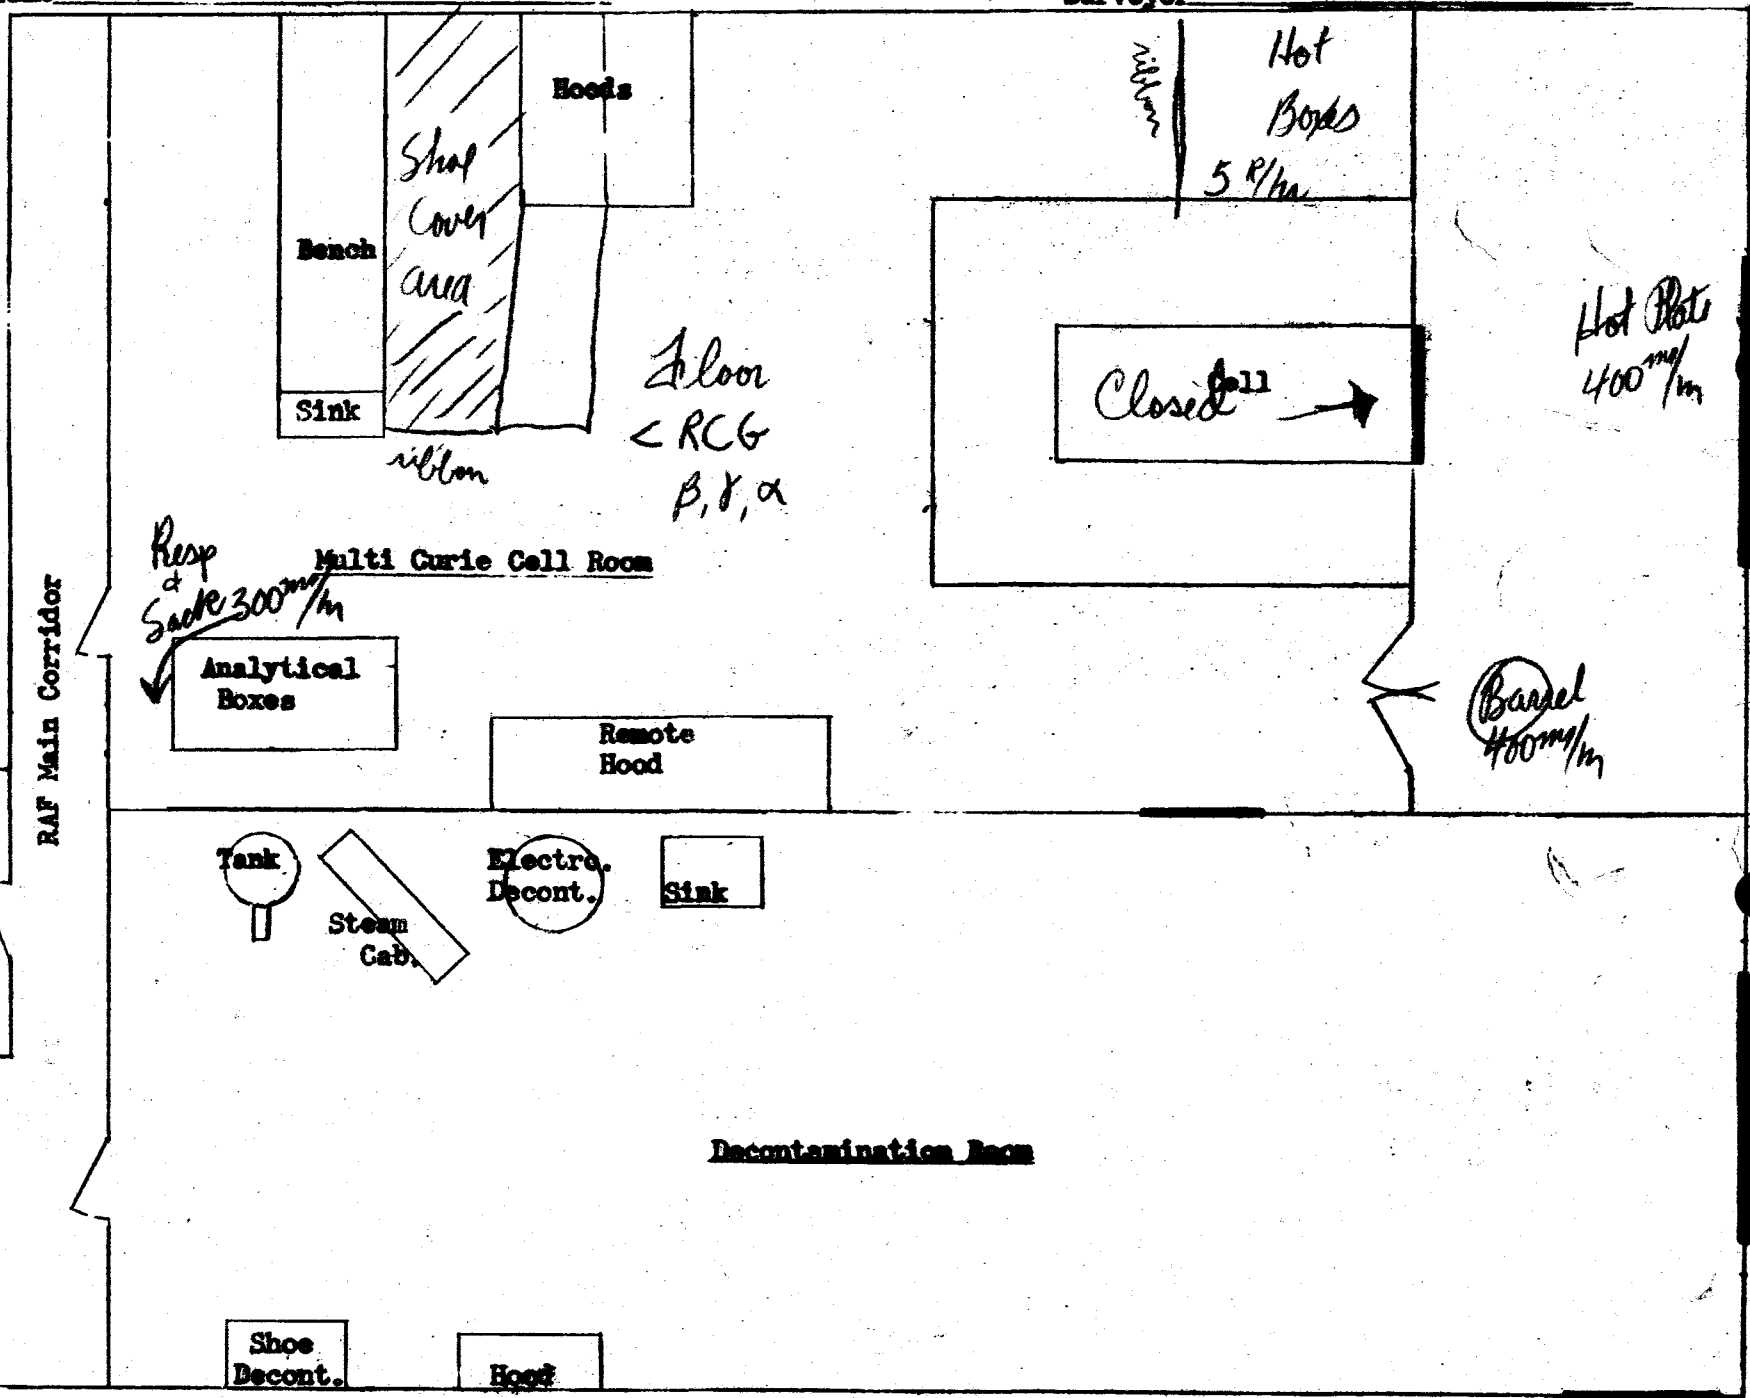 Surveyor
Hoods
ribbon
Hot
Boxes
5 R/hr
Shoe
Cover
area
Bench
Sink
ribbon
Floor
< RCG
β, γ, α
Closed Cell
Hot Plate
400 mr/hr
Resp
&
Sack 300 mr/hr
Multi Curie Cell Room
RAF Main Corridor
Analytical
Boxes
Remote
Hood
Barrel
400 mr/hr
Tank
Steam
Cab.
Electro.
Decont.
Sink
Decontamination Room
Shoe
Decont.
Hood